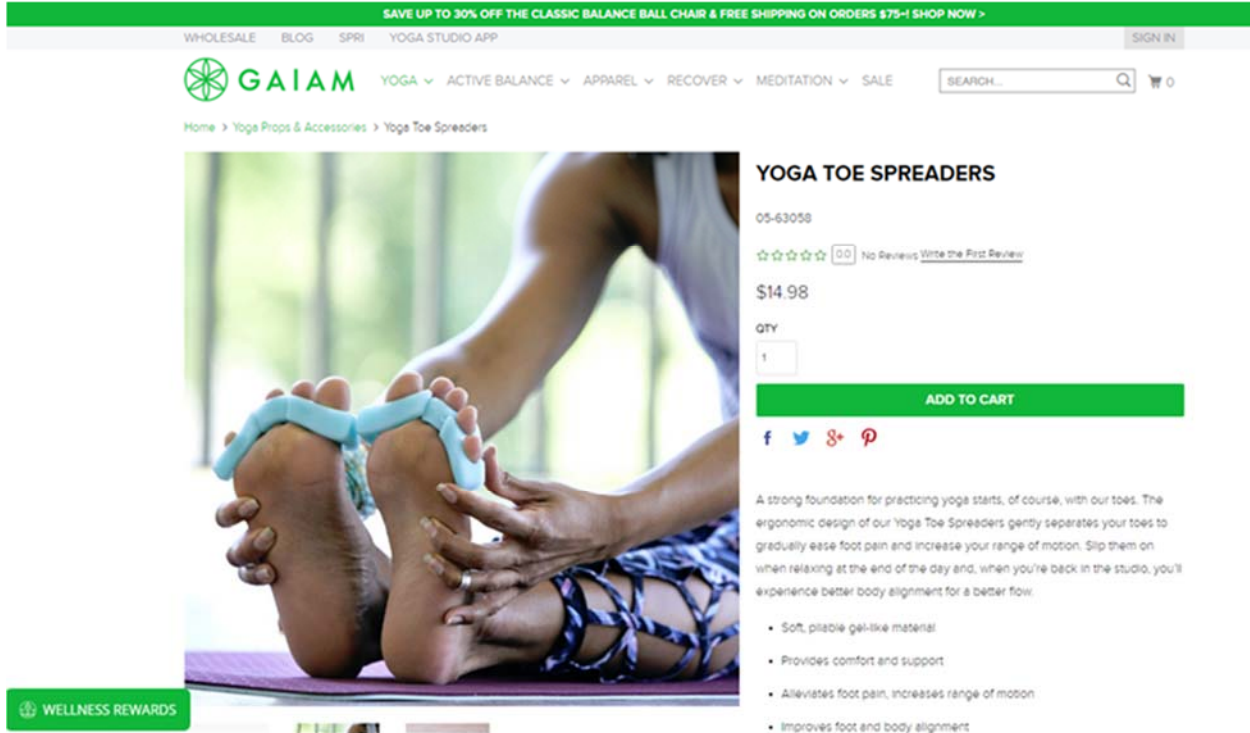 SAVE UP TO 30% OFF THE CLASSIC BALANCE BALL CHAIR & FREE SHIPPING ON ORDERS $75+! SHOP NOW >
WHOLESALE BLOG SPRI YOGA STUDIO APP SIGN IN
GAIAM YOGA ACTIVE BALANCE APPAREL RECOVER MEDITATION SALE SEARCH... 0
Home > Yoga Props & Accessories > Yoga Toe Spreaders
YOGA TOE SPREADERS
05-63058
0.0 No Reviews Write the First Review
$14.98
QTY
1
ADD TO CART
f 8+
A strong foundation for practicing yoga starts, of course, with our toes. The
ergonomic design of our Yoga Toe Spreaders gently separates your toes to
gradually ease foot pain and increase your range of motion. Slip them on
when relaxing at the end of the day and, when you're back in the studio, you'll
experience better body alignment for a better flow.
• Soft, pliable gel-like material
• Provides comfort and support
• Alleviates foot pain, increases range of motion
• Improves foot and body alignment
WELLNESS REWARDS